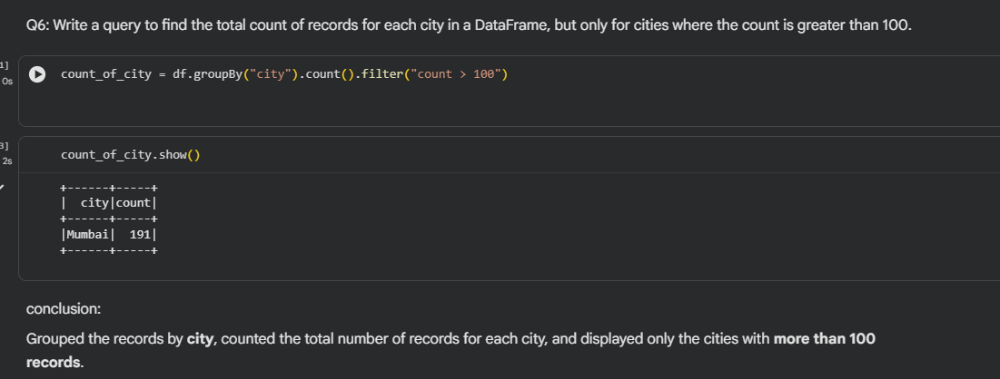 Q6: Write a query to find the total count of records for each city in a DataFrame, but only for cities where the count is greater than 100.
1]
0s
count_of_city = df.groupBy("city").count().filter("count > 100")
3]
2s
count_of_city.show()
+------+-----+
|  city|count|
+------+-----+
|Mumbai|  191|
+------+-----+
conclusion:
Grouped the records by city, counted the total number of records for each city, and displayed only the cities with more than 100
records.